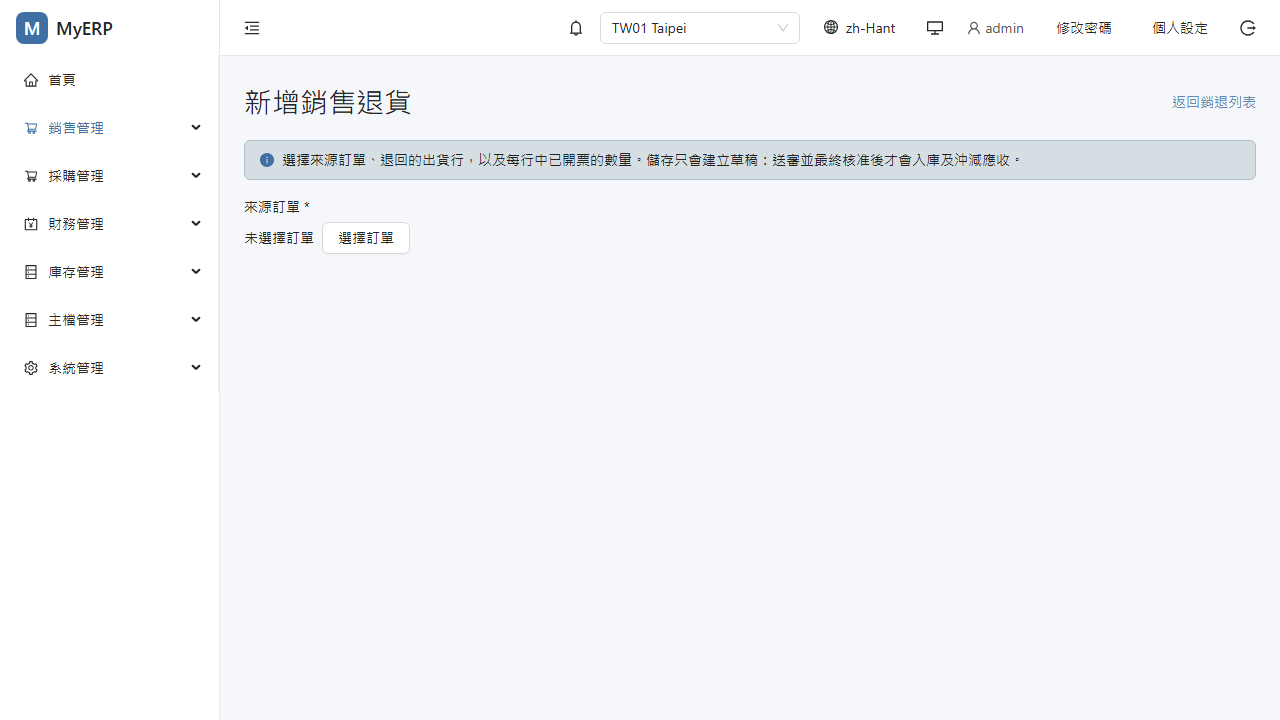 M MyERP
TW01 Taipei
zh-Hant
admin
修改密碼
個人設定
首頁
銷售管理
採購管理
財務管理
庫存管理
主檔管理
系統管理
新增銷售退貨
返回銷退列表
選擇來源訂單、退回的出貨行，以及每行中已開票的數量。儲存只會建立草稿：送審並最終核准後才會入庫及沖減應收。
來源訂單 *
未選擇訂單
選擇訂單